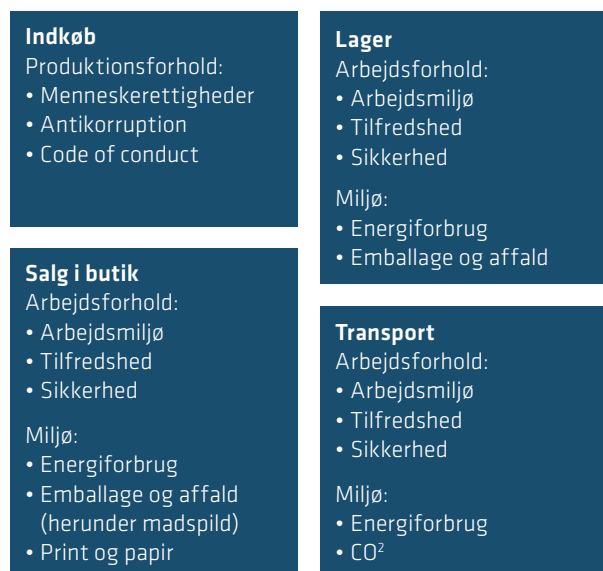 Indkøb
Produktionsforhold:
• Menneskerettigheder
• Antikorruption
• Code of conduct
Lager
Arbejdsforhold:
• Arbejdsmiljø
• Tilfredshed
• Sikkerhed
Miljø:
• Energiforbrug
• Emballage og affald
Salg i butik
Arbejdsforhold:
• Arbejdsmiljø
• Tilfredshed
• Sikkerhed
Miljø:
• Energiforbrug
• Emballage og affald
(herunder madspild)
• Print og papir
Transport
Arbejdsforhold:
• Arbejdsmiljø
• Tilfredshed
• Sikkerhed
Miljø:
• Energiforbrug
• CO²